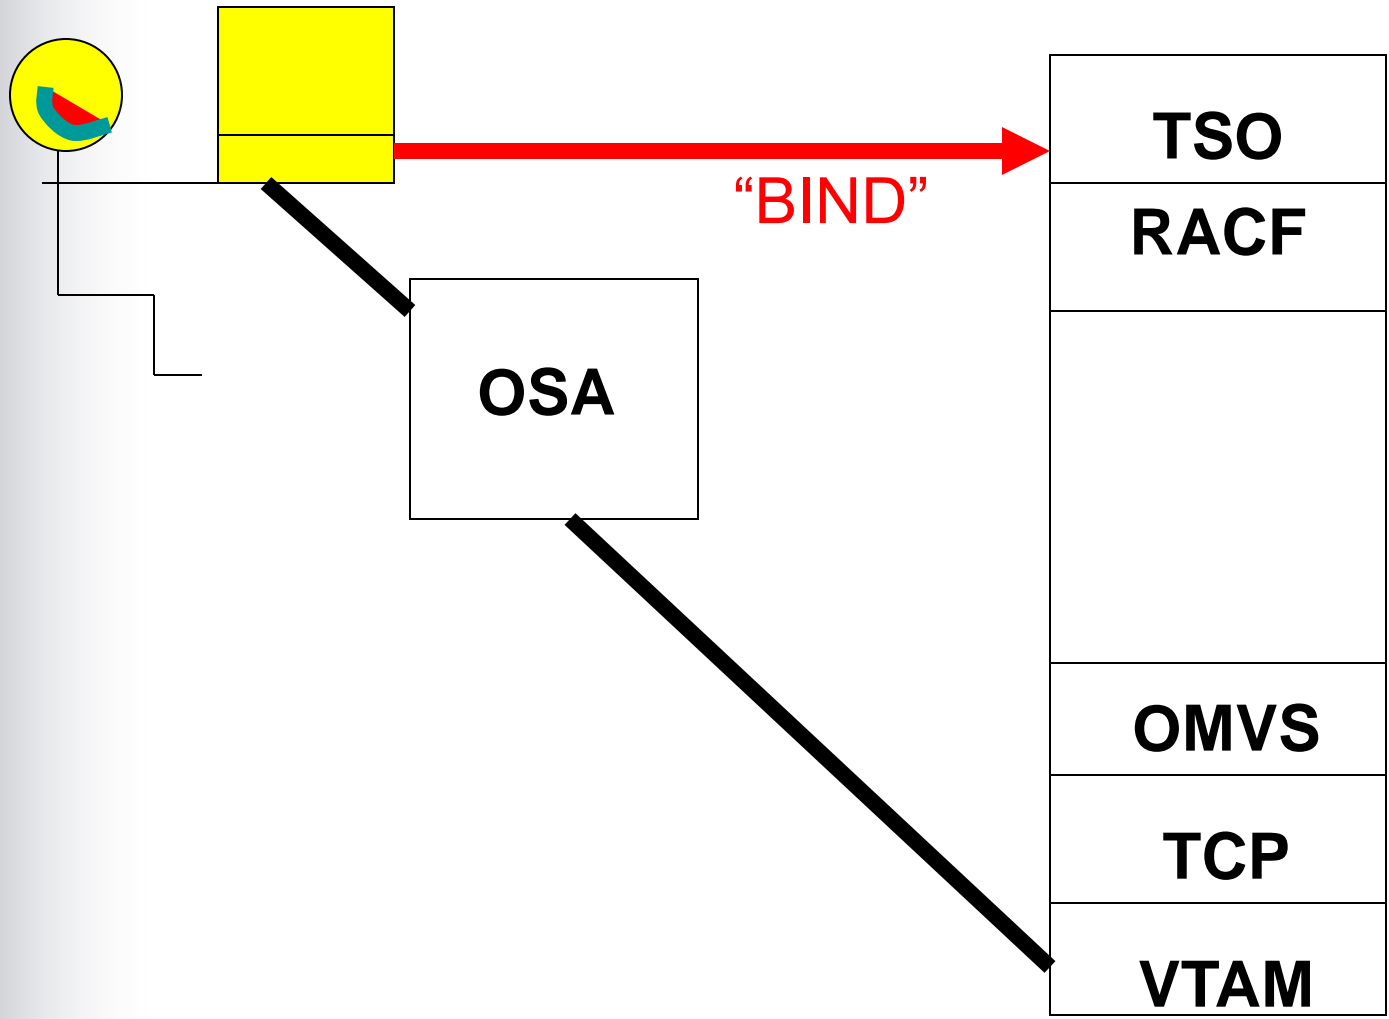 TSO
“BIND”
RACF
OSA
OMVS
TCP
VTAM